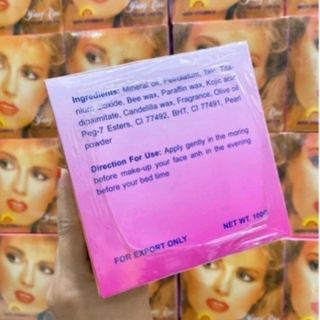 Ingredients: Mineral oil, Petrolatum, Talc Tita-
nium Dioxide, Bee wax, Paraffin wax, Kojic acid
dipalmitate, Candelilla wax, Fragrance, Olive oil
Peg-7 Esters, CI 77492, BHT, CI 77491, Pearl
powder
Direction For Use: Apply gently in the moring
before make-up your face anh in the evening
before your bed time
FOR EXPORT ONLY
NET WT. 100G